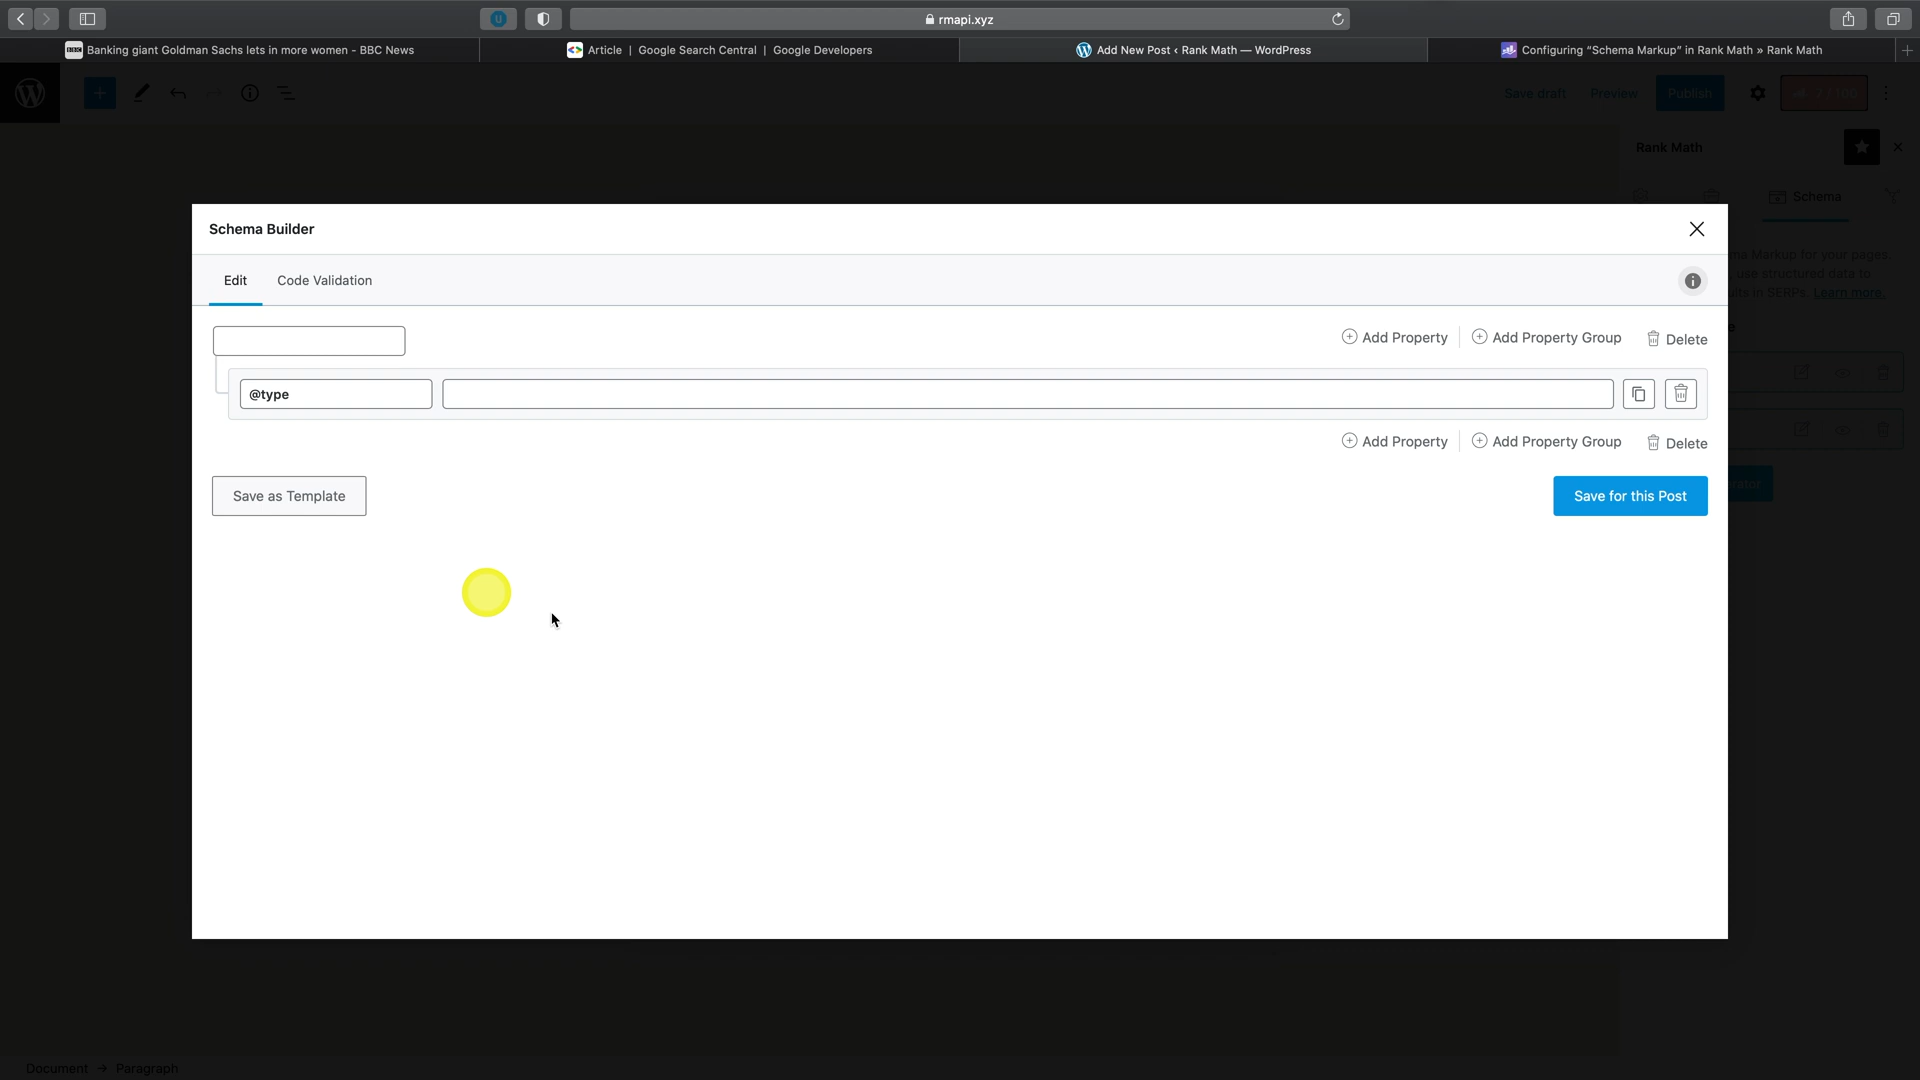 rmapi.xyz
Banking giant Goldman Sachs lets in more women - BBC News
Article | Google Search Central | Google Developers
Add New Post ‹ Rank Math — WordPress
Configuring “Schema Markup” in Rank Math » Rank Math
Save draft
Preview
Publish
Rank Math
Schema
Schema Builder
Edit
Code Validation
Markup for your pages.
use structured data to
in SERPs. Learn more.
Add Property
Add Property Group
Delete
@type
Add Property
Add Property Group
Delete
Save as Template
Save for this Post
Document → Paragraph